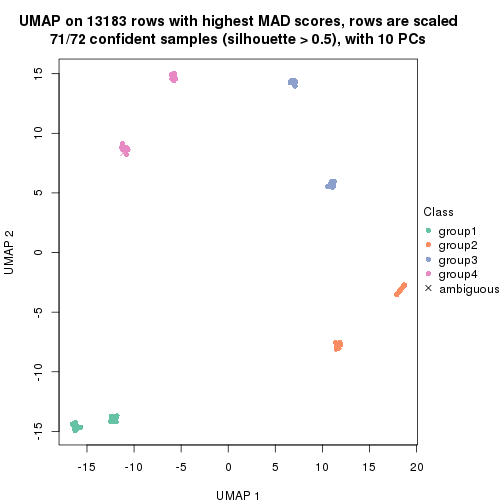 UMAP on 13183 rows with highest MAD scores, rows are scaled
71/72 confident samples (silhouette > 0.5), with 10 PCs
15
10
5
0
-5
-10
-15
UMAP 2
-15
-10
-5
0
5
10
15
20
UMAP 1
Class
group1
group2
group3
group4
ambiguous